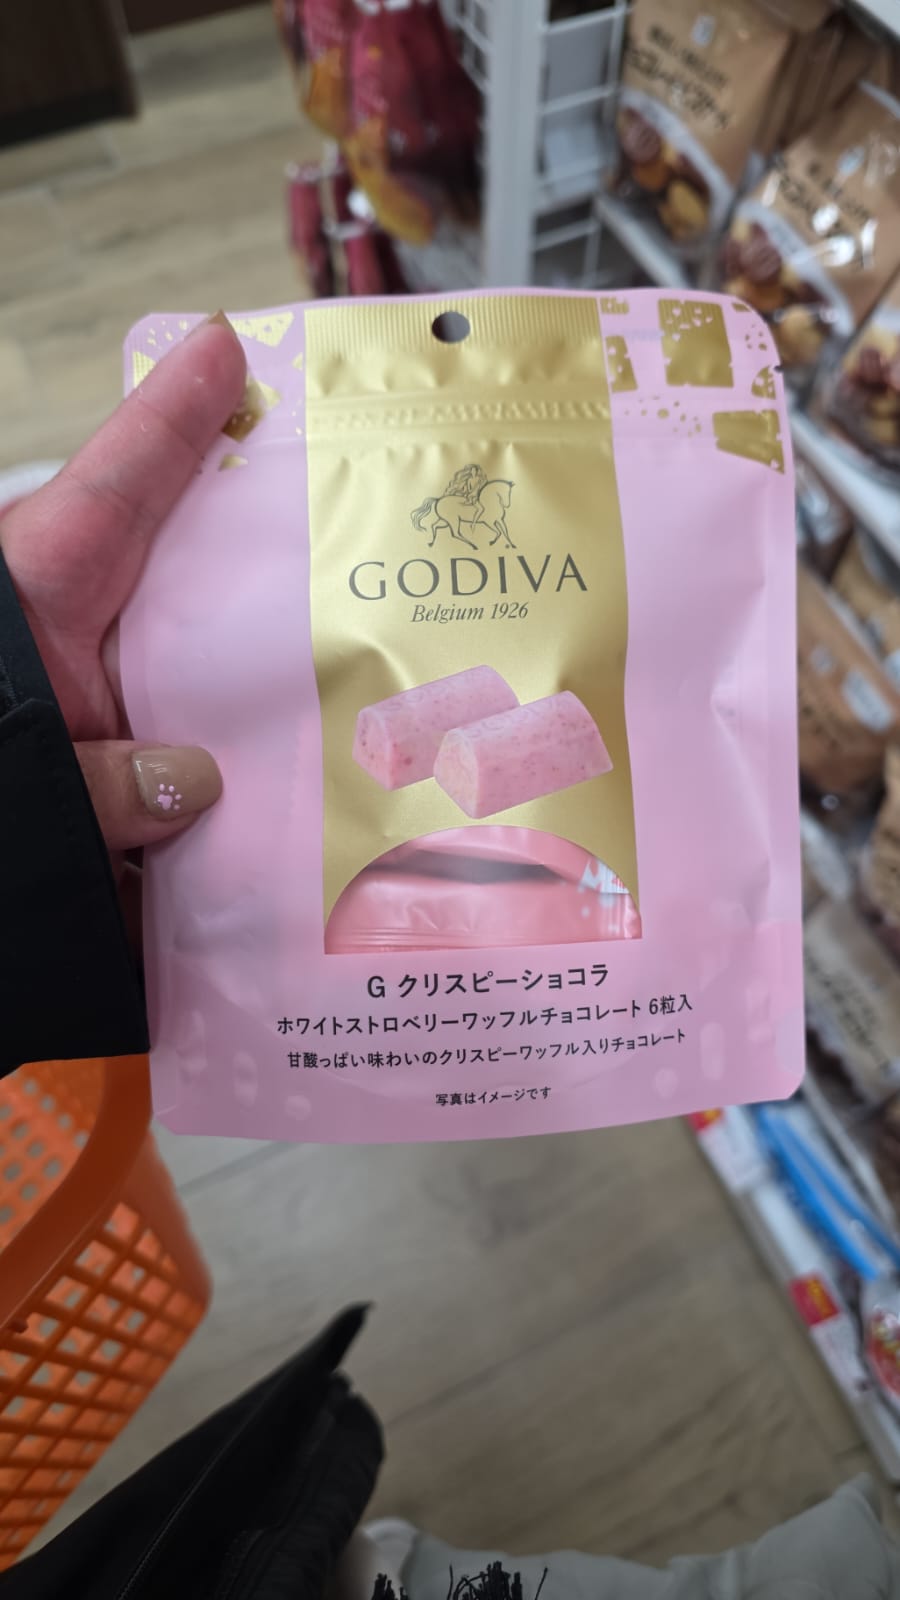 GODIVA
Belgium 1926
G クリスピーショコラ
ホワイトストロベリーワッフルチョコレート 6粒入
甘酸っぱい味わいのクリスピーワッフル入りチョコレート
写真はイメージです